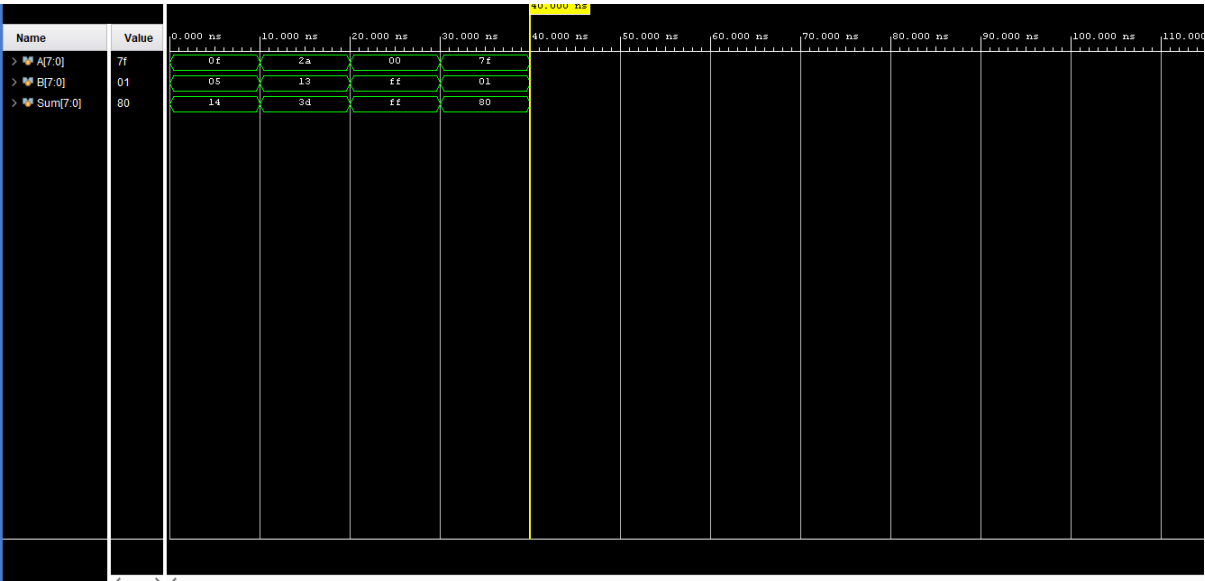 40.000 ns
Name Value 0.000 ns 10.000 ns 20.000 ns 30.000 ns 40.000 ns 50.000 ns 60.000 ns 70.000 ns 80.000 ns 90.000 ns 100.000 ns 110.000
> A[7:0] 7f 0f 2a 00 7f
> B[7:0] 01 05 13 ff 01
> Sum[7:0] 80 14 3d ff 80